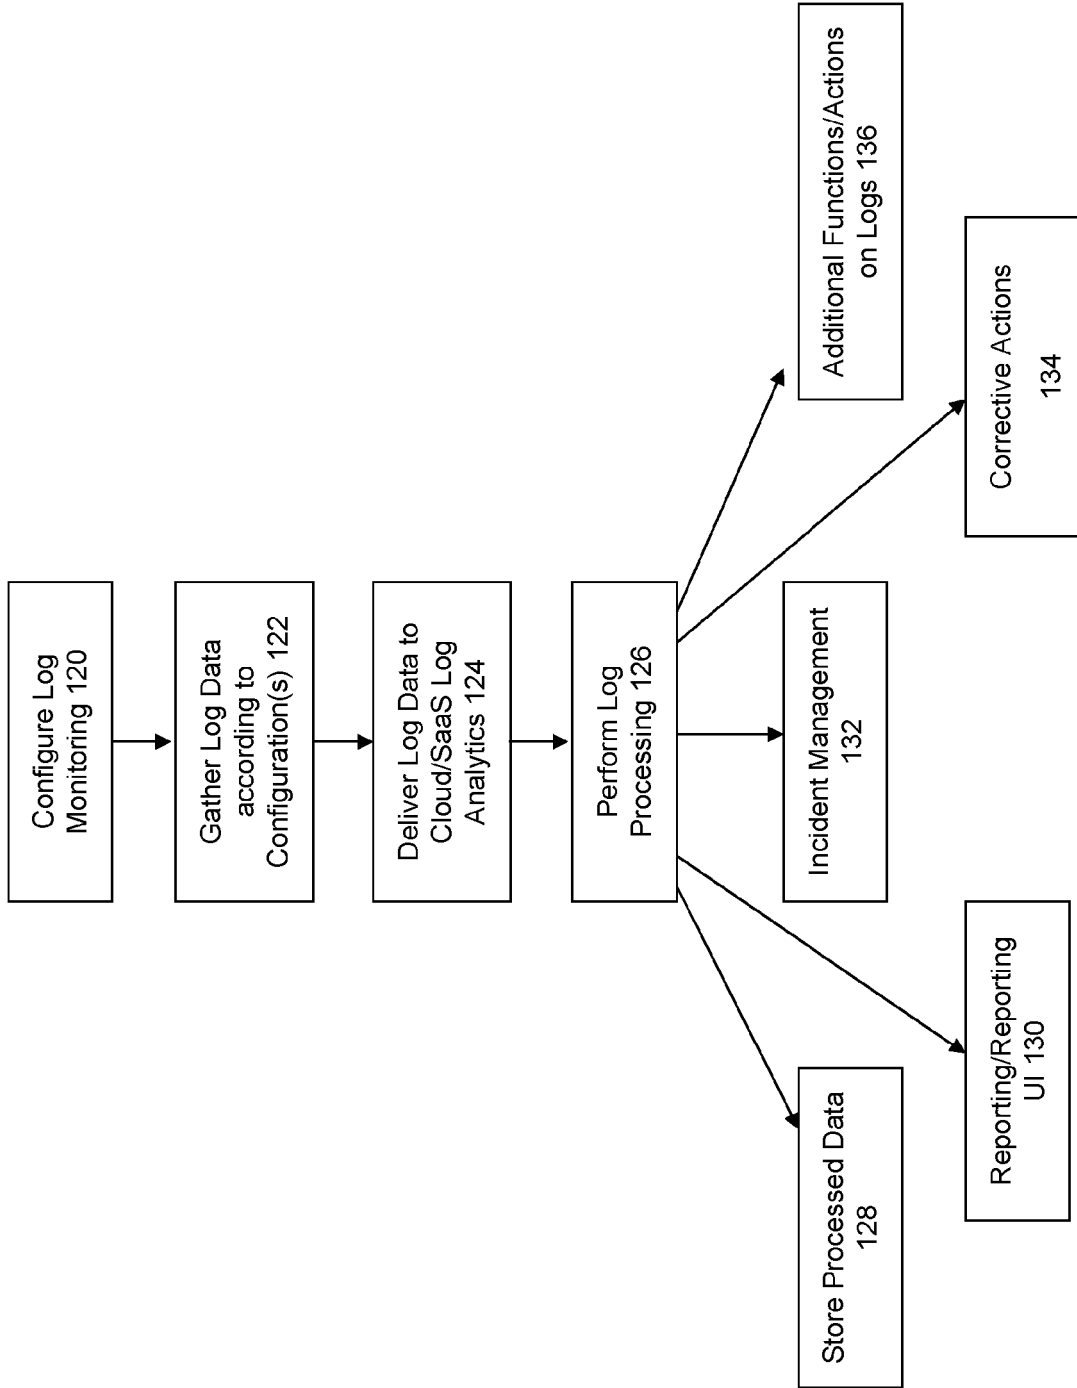 Configure Log
Monitoring 120
Gather Log Data
according to
Configuration(s) 122
Deliver Log Data to
Cloud/SaaS Log
Analytics 124
Perform Log
Processing 126
Store Processed Data
128
Reporting/Reporting
UI 130
Incident Management
132
Corrective Actions
134
Additional Functions/Actions
on Logs 136